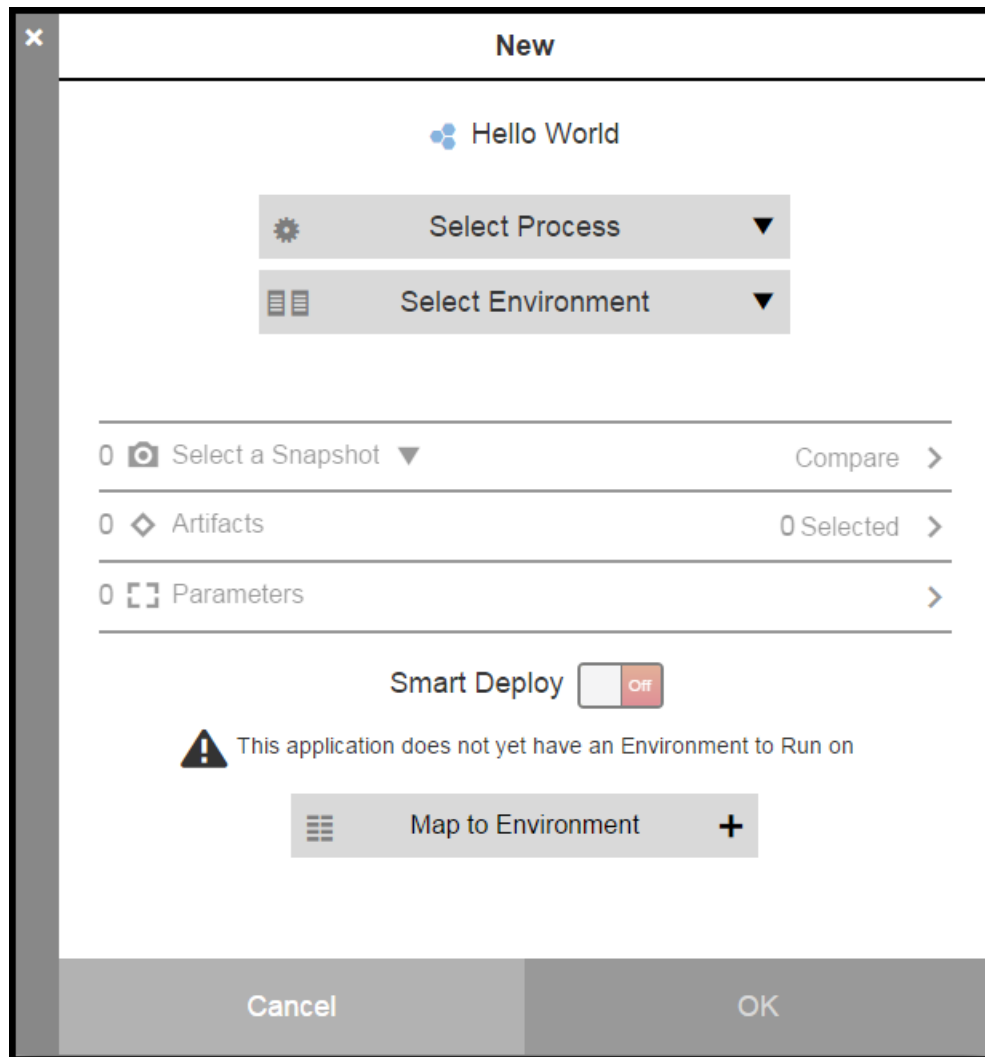 New
Hello World
Select Process
Select Environment
0 Select a Snapshot Compare
0 Artifacts 0 Selected
0 Parameters
Smart Deploy Off
This application does not yet have an Environment to Run on
Map to Environment
Cancel OK